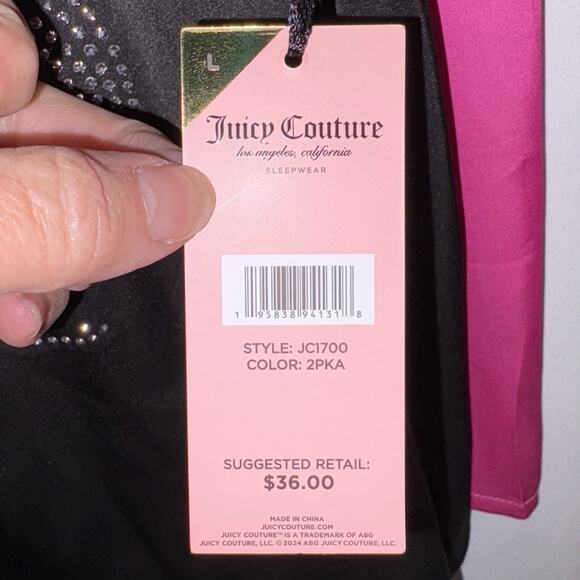 L
Juicy Couture
los angeles, california
SLEEPWEAR
1 95838 94131 8
STYLE: JC1700
COLOR: 2PKA
SUGGESTED RETAIL:
$36.00
MADE IN CHINA
JUICYCOUTURE.COM
JUICY COUTURE™ IS A TRADEMARK OF ABG
JUICY COUTURE, LLC. © 2024 ABG JUICY COUTURE, LLC.